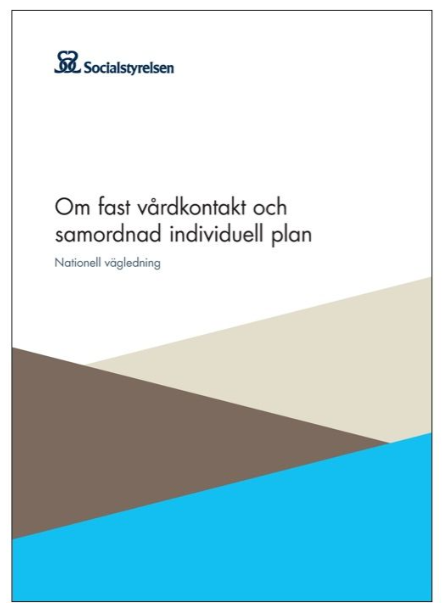 Socialstyrelsen
Om fast vårdkontakt och
samordnad individuell plan
Nationell vägledning